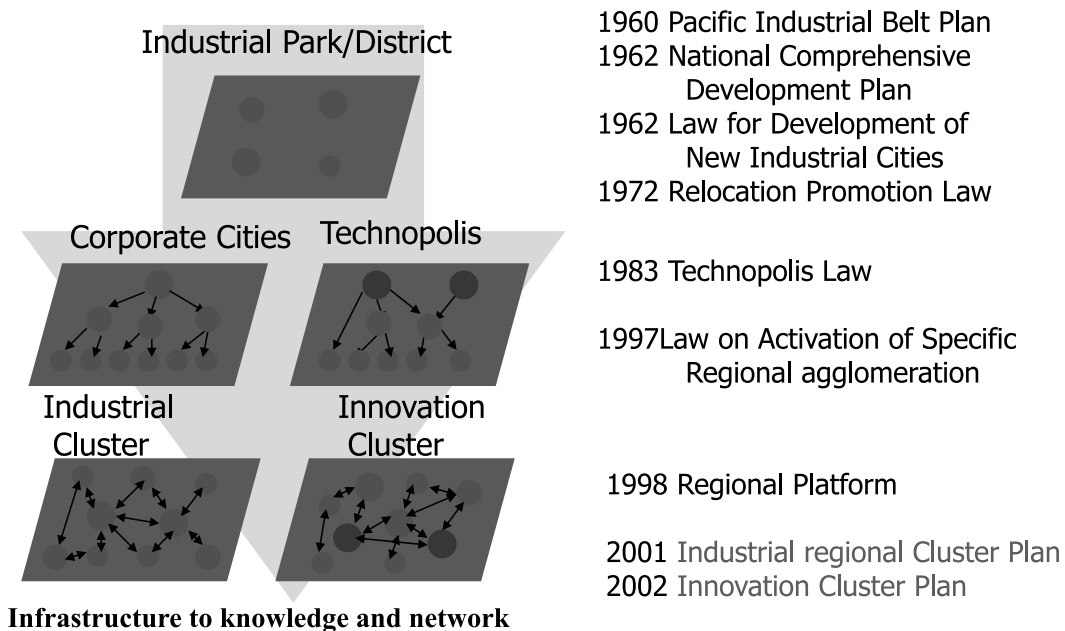 Industrial Park/District
Corporate Cities
Technopolis
Industrial
Cluster
Innovation
Cluster
Infrastructure to knowledge and network
1960 Pacific Industrial Belt Plan
1962 National Comprehensive
Development Plan
1962 Law for Development of
New Industrial Cities
1972 Relocation Promotion Law
1983 Technopolis Law
1997Law on Activation of Specific
Regional agglomeration
1998 Regional Platform
2001 Industrial regional Cluster Plan
2002 Innovation Cluster Plan